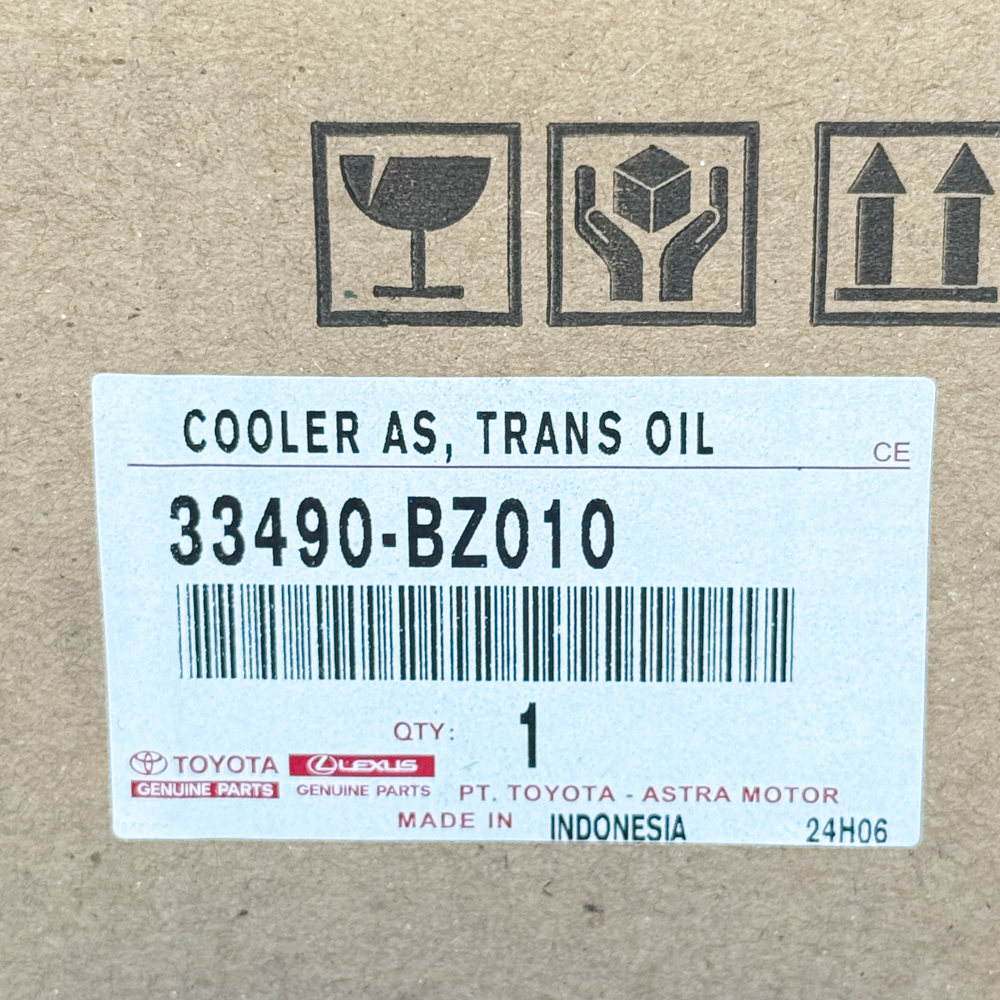 COOLER AS, TRANS OIL
CE
33490-BZ010
QTY: 1
TOYOTA LEXUS
GENUINE PARTS GENUINE PARTS PT. TOYOTA - ASTRA MOTOR
MADE IN INDONESIA 24H06